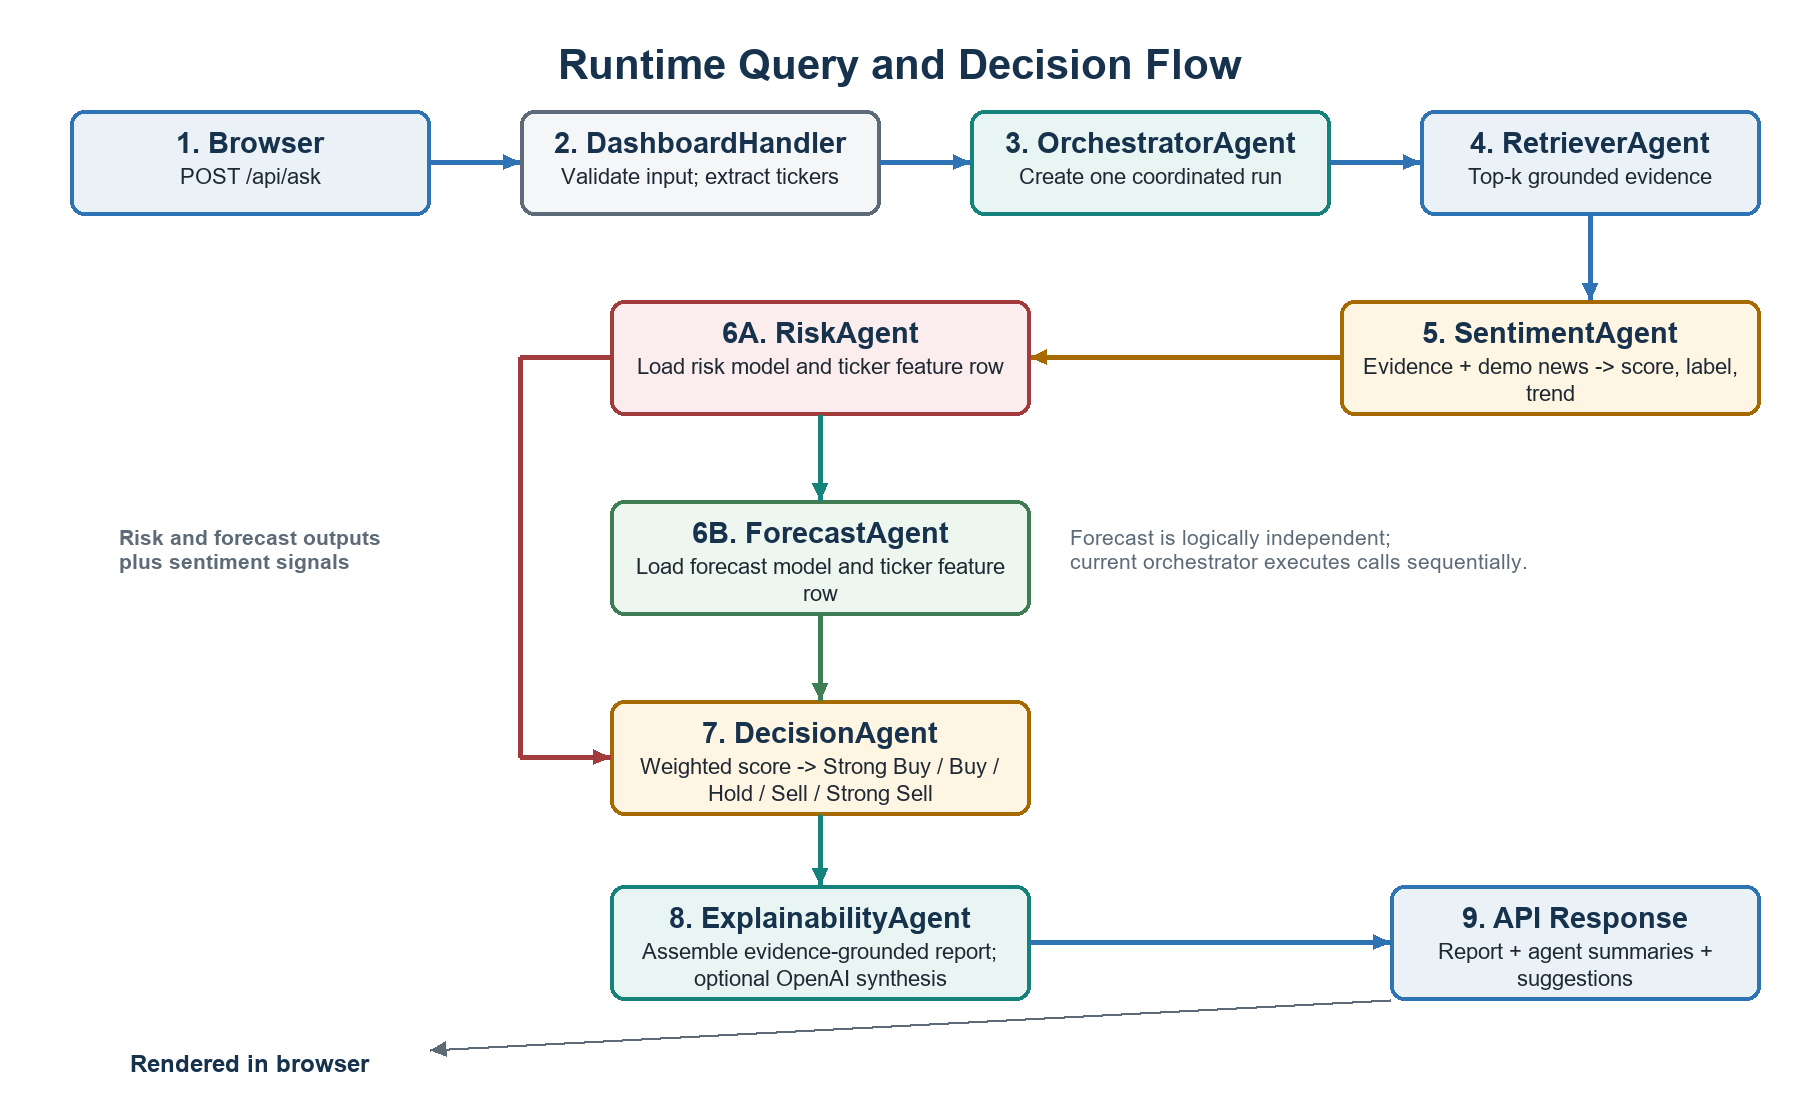 Runtime Query and Decision Flow
1. Browser
POST /api/ask
2. DashboardHandler
Validate input; extract tickers
3. OrchestratorAgent
Create one coordinated run
4. RetrieverAgent
Top-k grounded evidence
5. SentimentAgent
Evidence + demo news -> score, label,
trend
6A. RiskAgent
Load risk model and ticker feature row
Risk and forecast outputs
plus sentiment signals
6B. ForecastAgent
Load forecast model and ticker feature
row
Forecast is logically independent;
current orchestrator executes calls sequentially.
7. DecisionAgent
Weighted score -> Strong Buy / Buy /
Hold / Sell / Strong Sell
8. ExplainabilityAgent
Assemble evidence-grounded report;
optional OpenAI synthesis
9. API Response
Report + agent summaries +
suggestions
Rendered in browser